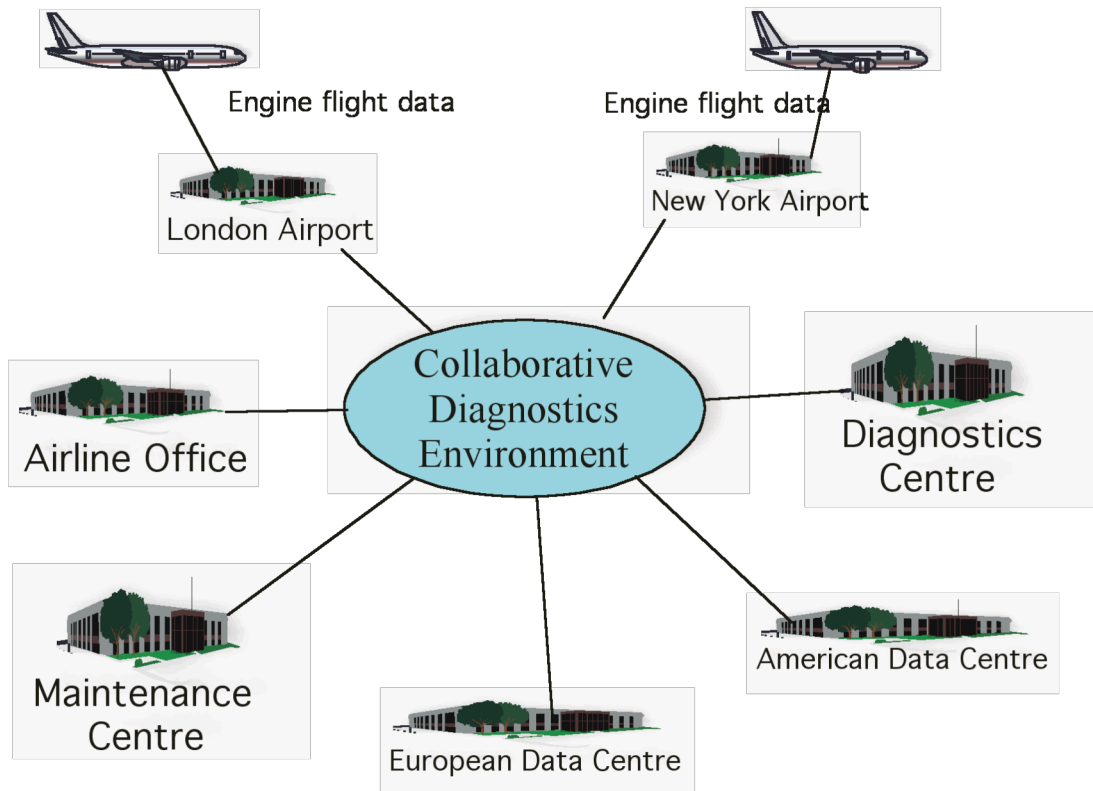 Engine flight data
Engine flight data
London Airport
New York Airport
Collaborative
Diagnostics
Environment
Airline Office
Diagnostics
Centre
Maintenance
Centre
American Data Centre
European Data Centre